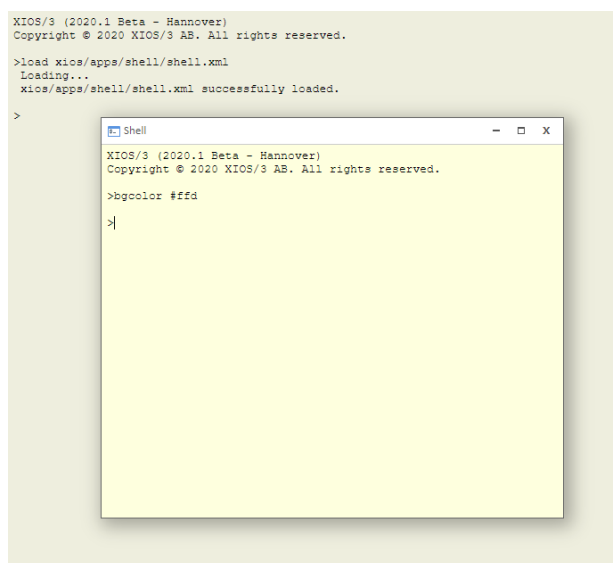 XIOS/3 (2020.1 Beta - Hannover)
Copyright © 2020 XIOS/3 AB. All rights reserved.
>load xios/apps/shell/shell.xml
Loading...
xios/apps/shell/shell.xml successfully loaded.
>
Shell
XIOS/3 (2020.1 Beta - Hannover)
Copyright © 2020 XIOS/3 AB. All rights reserved.
>bgcolor #ffd
>